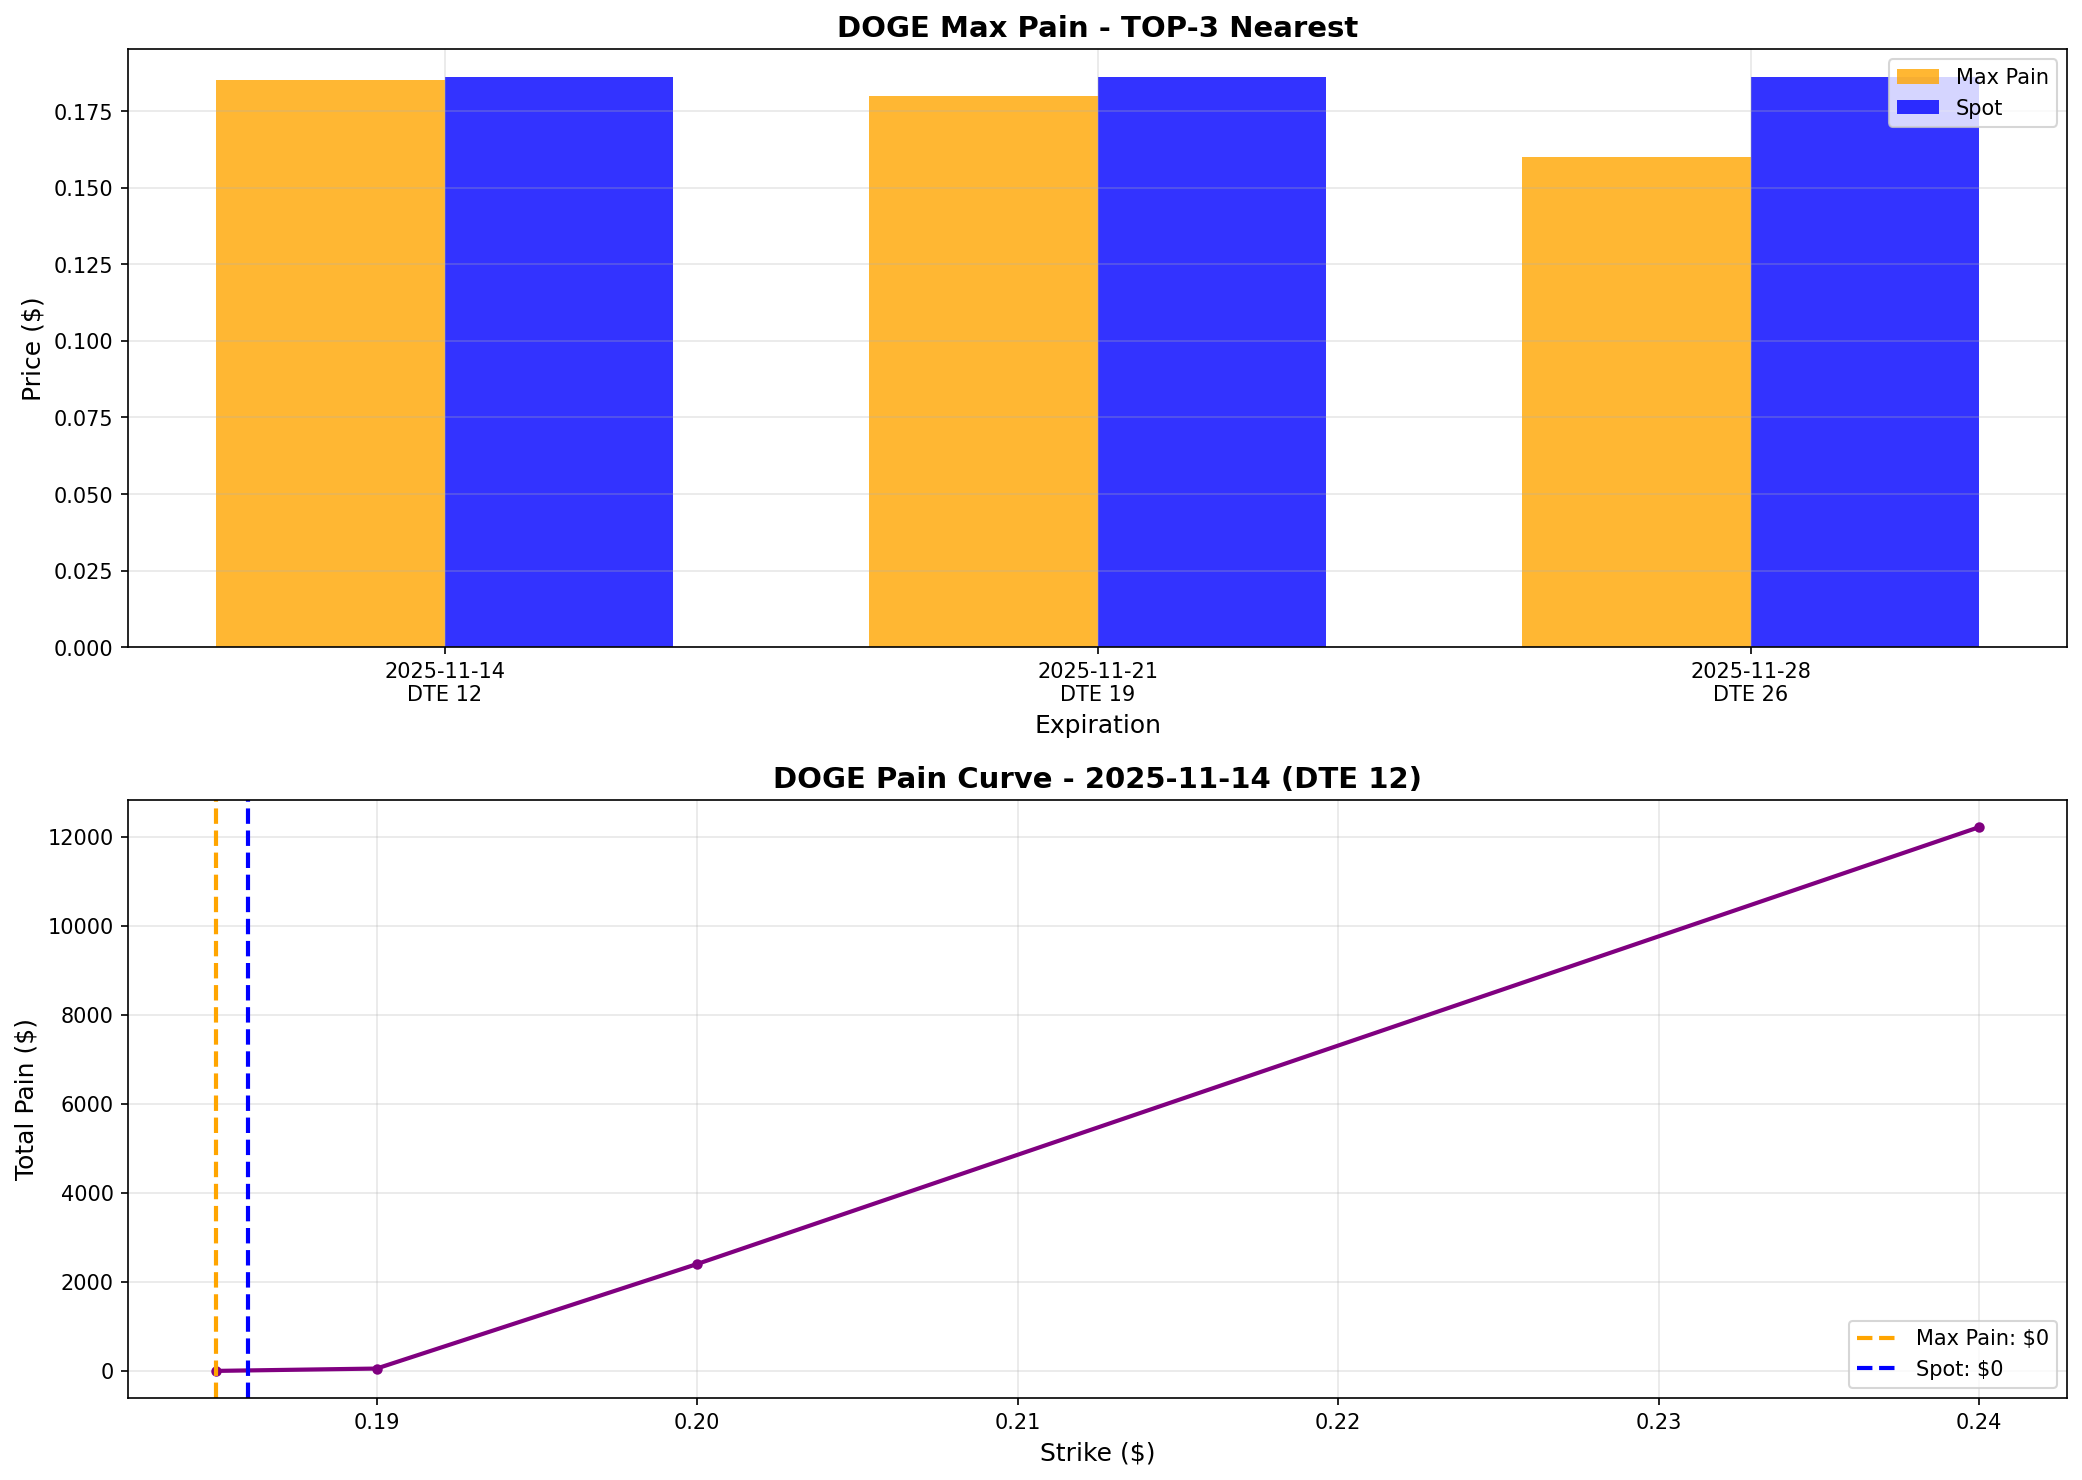 DOGE Max Pain - TOP-3 Nearest
Max Pain
Spot
Price ($)
0.175
0.150
0.125
0.100
0.075
0.050
0.025
0.000
2025-11-14
DTE 12
2025-11-21
DTE 19
2025-11-28
DTE 26
Expiration
DOGE Pain Curve - 2025-11-14 (DTE 12)
Total Pain ($)
12000
10000
8000
6000
4000
2000
0
Max Pain: $0
Spot: $0
0.19
0.20
0.21
0.22
0.23
0.24
Strike ($)